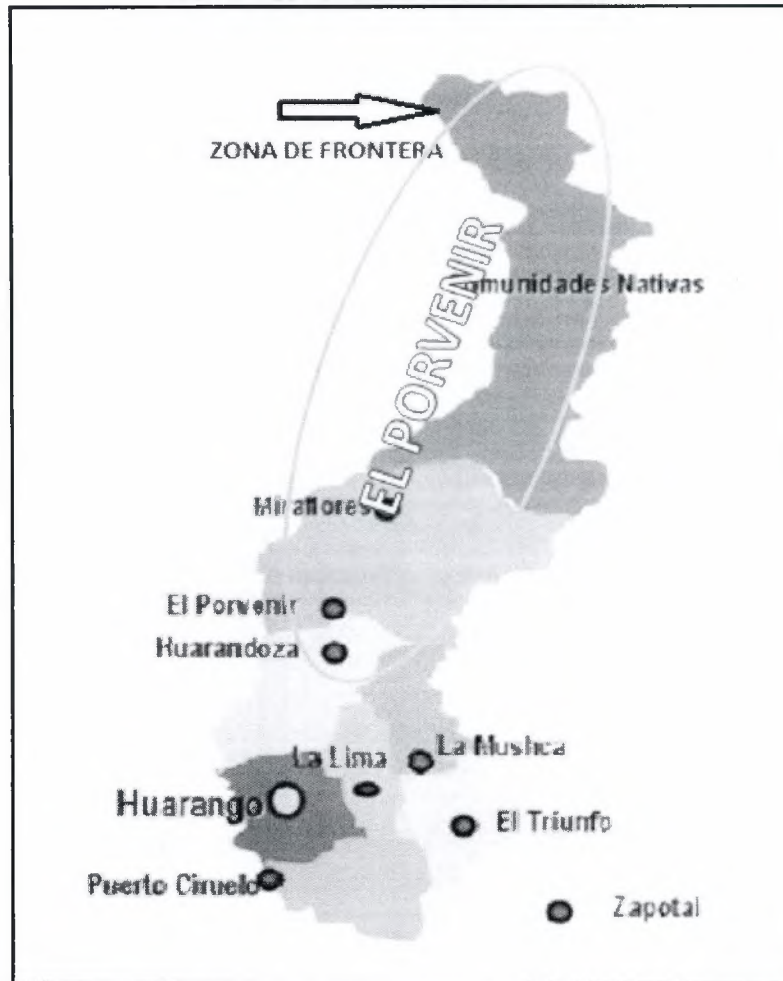 ZONA DE FRONTERA
EL PORVENIR
Comunidades Nativas
Miraflores
El Porvenir
Huarandoza
La Lima
La Mushca
Huarango
El Triunfo
Puerto Ciruelo
Zapotal